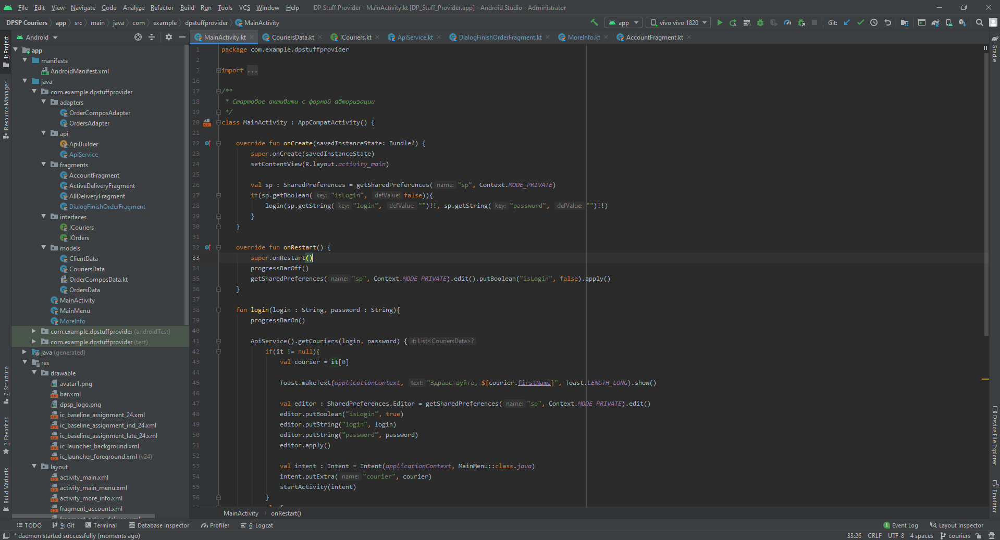 File Edit View Navigate Code Analyze Refactor Build Run Tools VCS Window Help DP Stuff Provider - MainActivity.kt [DP_Stuff_Provider.app] - Android Studio - Administrator
DPSP Couriers app src main java com example dpstuffprovider MainActivity app vivo vivo 1820 Git:
Android MainActivity.kt CouriersData.kt ICouriers.kt ApiService.kt DialogFinishOrderFragment.kt MoreInfo.kt AccountFragment.kt
1: Project
Resource Manager
7: Structure
2: Favorites
Build Variants
app
manifests
AndroidManifest.xml
java
com.example.dpstuffprovider
adapters
OrderComposAdapter
OrdersAdapter
api
ApiBuilder
ApiService
fragments
AccountFragment
ActiveDeliveryFragment
AllDeliveryFragment
DialogFinishOrderFragment
interfaces
ICouriers
IOrders
models
ClientData
CouriersData
OrderComposData.kt
OrdersData
MainActivity
MainMenu
MoreInfo
com.example.dpstuffprovider (androidTest)
com.example.dpstuffprovider (test)
java (generated)
res
drawable
avatar1.png
bar.xml
dpsp_logo.png
ic_baseline_assignment_24.xml
ic_baseline_assignment_ind_24.xml
ic_baseline_assignment_late_24.xml
ic_launcher_background.xml
ic_launcher_foreground.xml (v24)
layout
activity_main.xml
activity_main_menu.xml
activity_more_info.xml
fragment_account.xml
1 package com.example.dpstuffprovider
2
3 import ...
16
17 /**
18 * Стартовое активити с формой авторизации
19 */
20 class MainActivity : AppCompatActivity() {
21
22 override fun onCreate(savedInstanceState: Bundle?) {
23 super.onCreate(savedInstanceState)
24 setContentView(R.layout.activity_main)
25
26 val sp : SharedPreferences = getSharedPreferences( name: "sp", Context.MODE_PRIVATE)
27 if(sp.getBoolean( key: "isLogin", defValue: false)){
28 login(sp.getString( key: "login", defValue: "")!!, sp.getString( key: "password", defValue: "")!!)
29 }
30 }
31
32 override fun onRestart() {
33 super.onRestart()
34 progressBarOff()
35 getSharedPreferences( name: "sp", Context.MODE_PRIVATE).edit().putBoolean("isLogin", false).apply()
36 }
37
38 fun login(login : String, password : String){
39 progressBarOn()
40
41 ApiService().getCouriers(login, password) { it: List<CouriersData>?
42 if(it != null){
43 val courier = it[0]
44
45 Toast.makeText(applicationContext, text: "Здравствуйте, ${courier.firstName}", Toast.LENGTH_LONG).show()
46
47 val editor : SharedPreferences.Editor = getSharedPreferences( name: "sp", Context.MODE_PRIVATE).edit()
48 editor.putBoolean("isLogin", true)
49 editor.putString("login", login)
50 editor.putString("password", password)
51 editor.apply()
52
53 val intent : Intent = Intent(applicationContext, MainMenu::class.java)
54 intent.putExtra( name: "courier", courier)
55 startActivity(intent)
56 }
MainActivity onRestart()
Gradle
Device File Explorer
Emulator
TODO 9: Git Terminal Database Inspector Profiler 6: Logcat 1 Event Log Layout Inspector
* daemon started successfully (moments ago) 33:26 CRLF UTF-8 4 spaces couriers